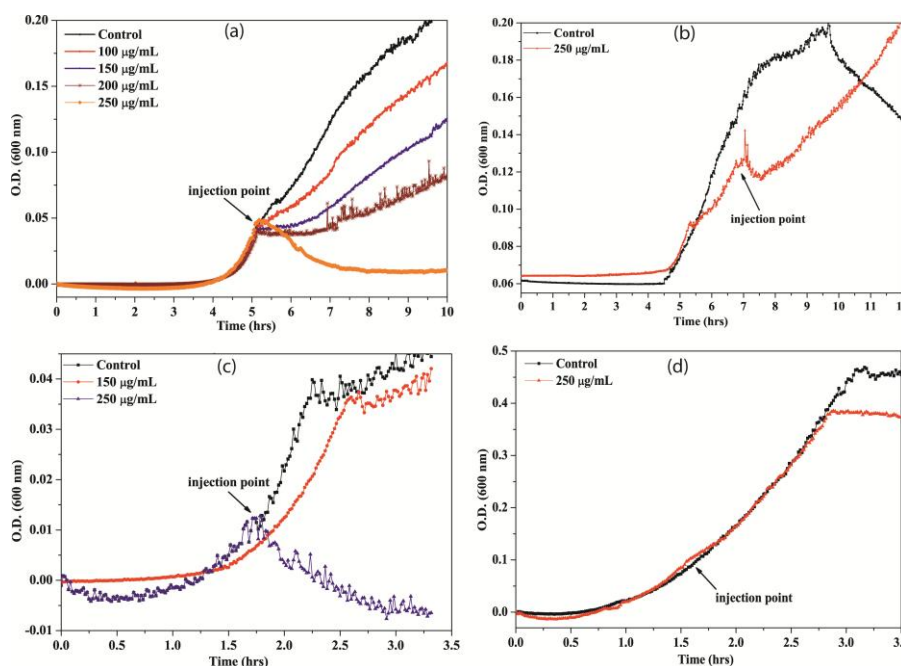 (a)
Control
100 µg/mL
150 µg/mL
200 µg/mL
250 µg/mL
injection point
O.D. (600 nm)
0.20
0.15
0.10
0.05
0.00
0 1 2 3 4 5 6 7 8 9 10
Time (hrs)
(b)
Control
250 µg/mL
injection point
O.D. (600 nm)
0.20
0.18
0.16
0.14
0.12
0.10
0.08
0.06
0 1 2 3 4 5 6 7 8 9 10 11 12
Time (hrs)
(c)
Control
150 µg/mL
250 µg/mL
injection point
O.D. (600 nm)
0.04
0.03
0.02
0.01
0.00
-0.01
0.0 0.5 1.0 1.5 2.0 2.5 3.0 3.5
Time (hrs)
(d)
Control
250 µg/mL
injection point
O.D. (600 nm)
0.5
0.4
0.3
0.2
0.1
0.0
0.0 0.5 1.0 1.5 2.0 2.5 3.0 3.5
Time (hrs)